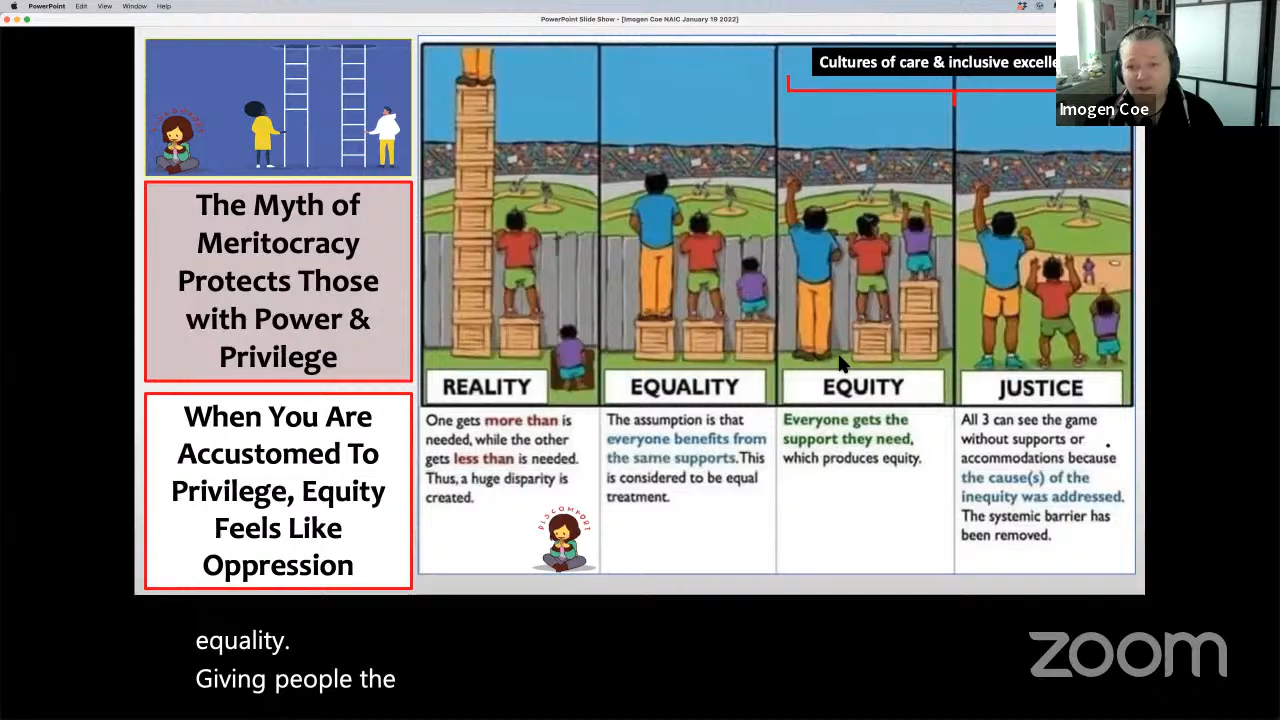 PowerPoint Edit View Window Help
PowerPoint Slide Show - [Imogen Coe NAIC January 19 2022]
Cultures of care & inclusive excelle
Imogen Coe
DISCOMFORT
The Myth of
Meritocracy
Protects Those
with Power &
Privilege
When You Are
Accustomed To
Privilege, Equity
Feels Like
Oppression
REALITY
One gets more than is
needed, while the other
gets less than is needed.
Thus, a huge disparity is
created.
DISCOMFORT
EQUALITY
The assumption is that
everyone benefits from
the same supports. This
is considered to be equal
treatment.
EQUITY
Everyone gets the
support they need,
which produces equity.
JUSTICE
All 3 can see the game
without supports or
accommodations because
the cause(s) of the
inequity was addressed.
The systemic barrier has
been removed.
equality.
Giving people the
zoom